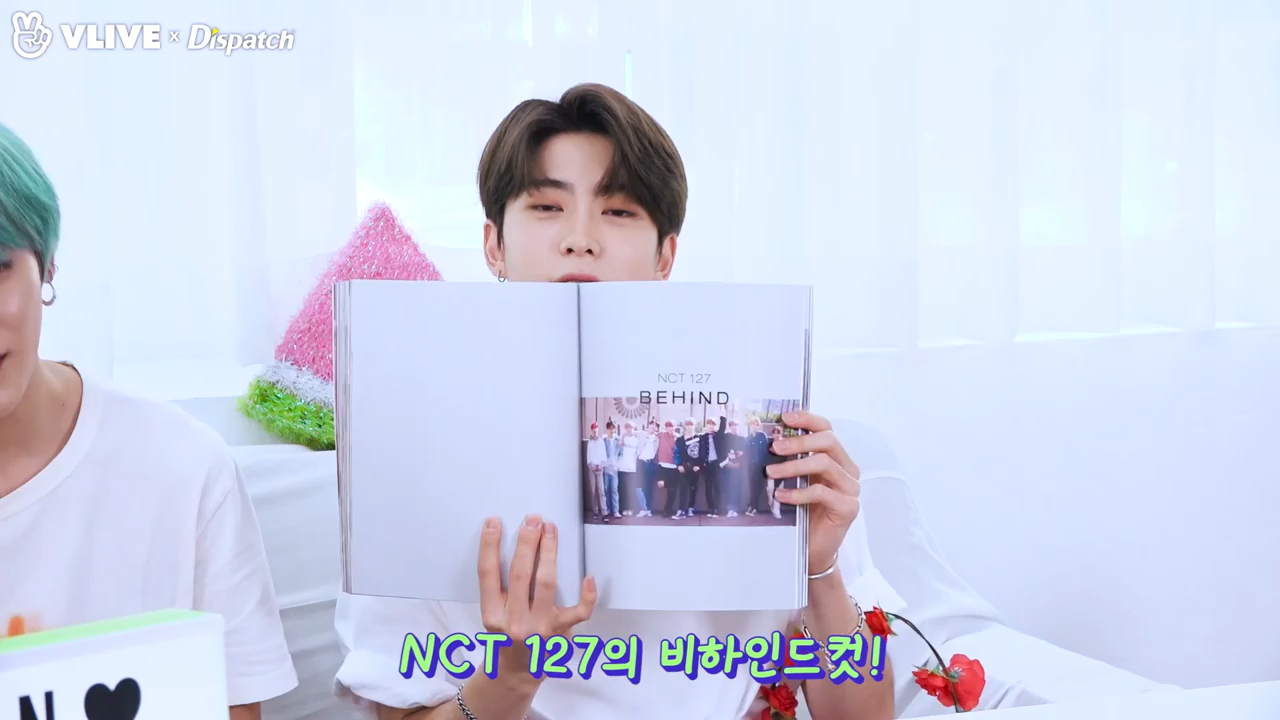 VLIVE x Dispatch
NCT 127
BEHIND
NCT 127의 비하인드컷!
N ♥